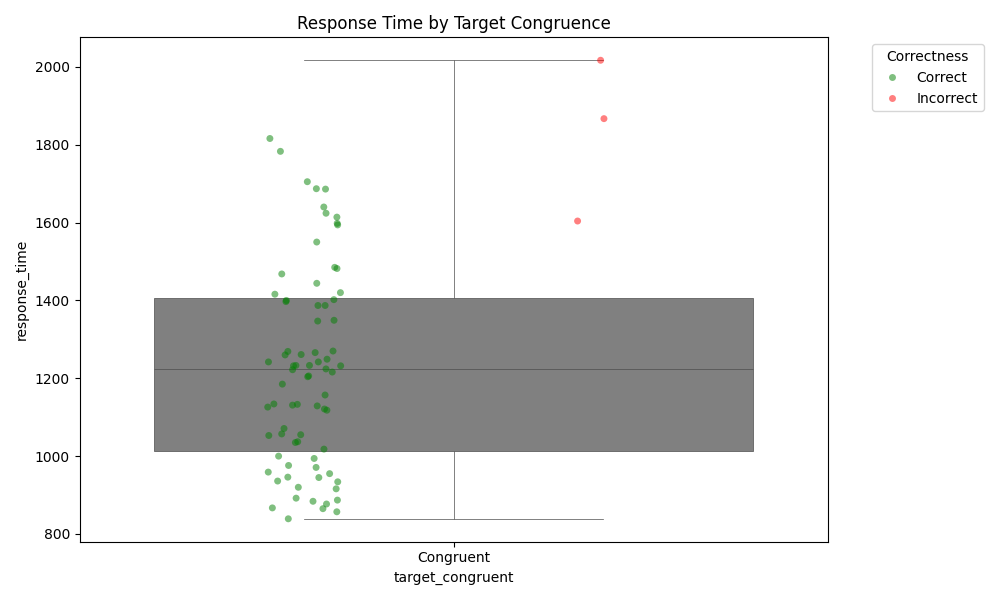 Response Time by Target Congruence
Correctness
Correct
Incorrect
response_time
2000
1800
1600
1400
1200
1000
800
Congruent
target_congruent